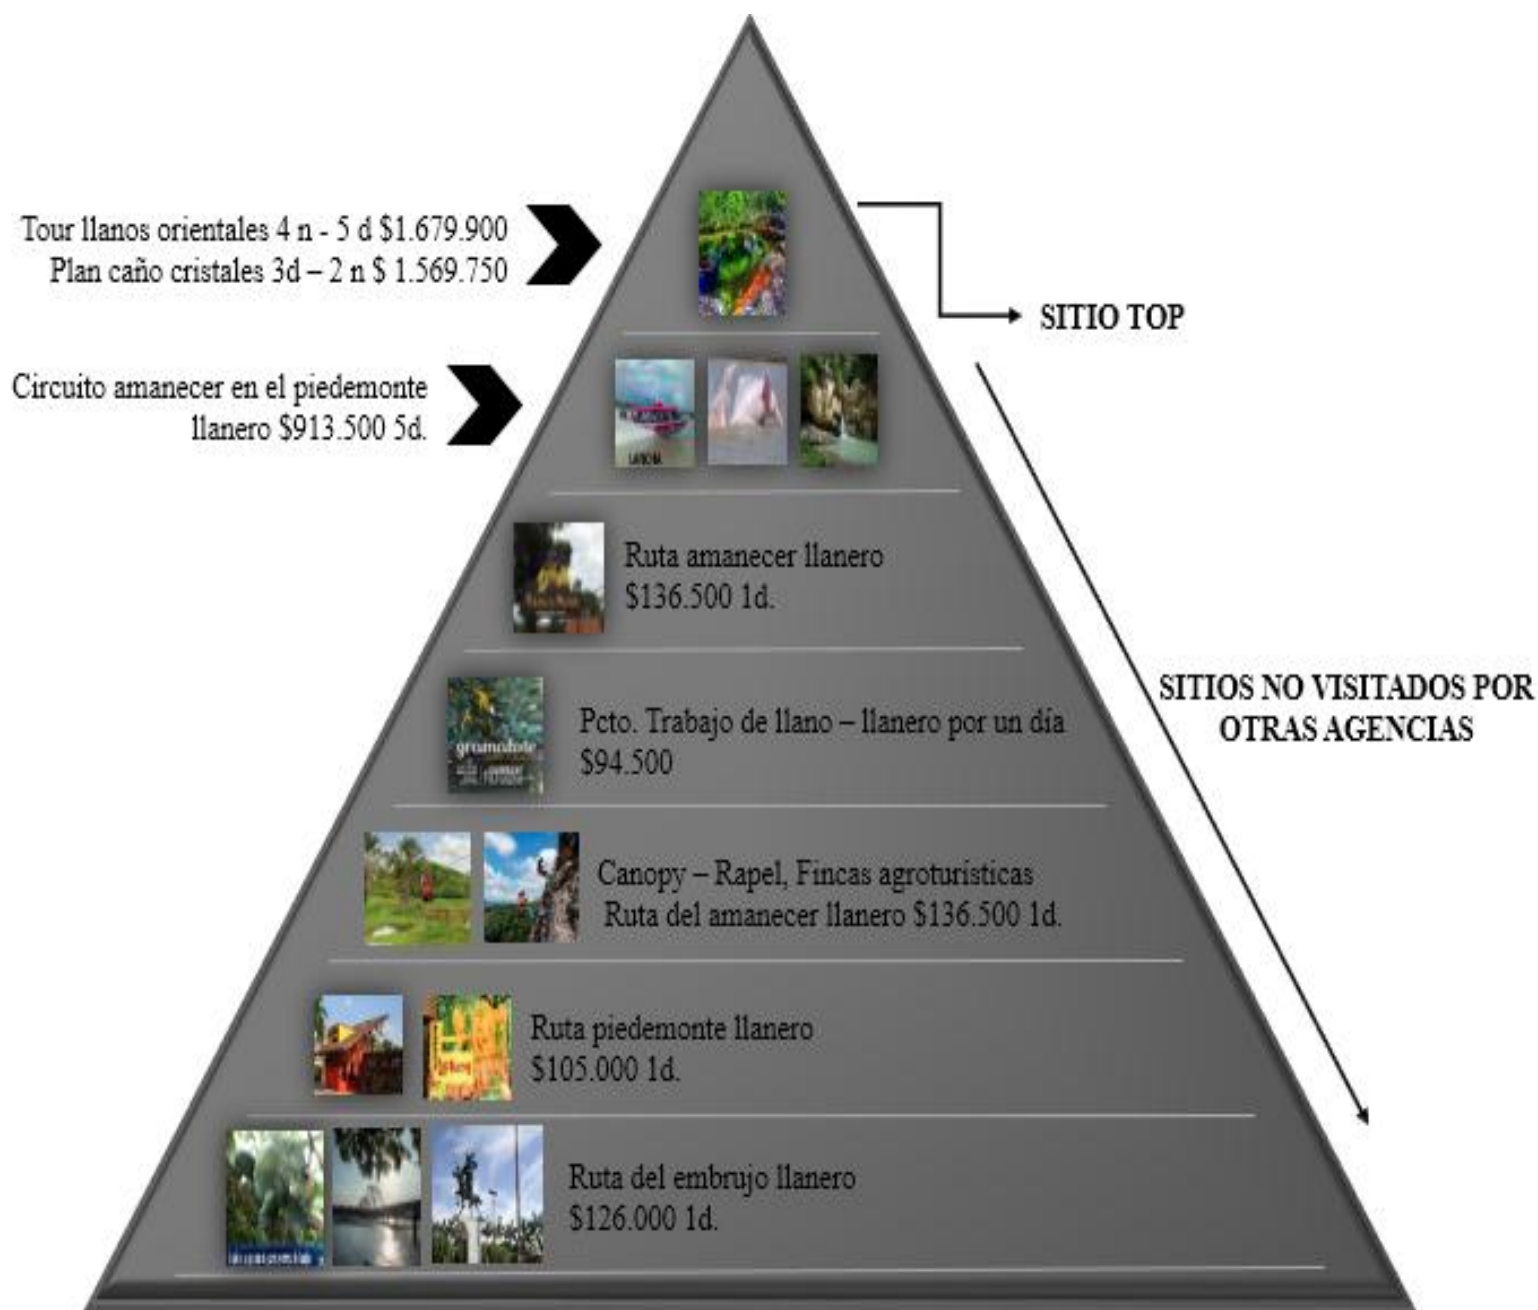 Tour llanos orientales 4 n - 5 d $1.679.900
Plan caño cristales 3d – 2 n $ 1.569.750
SITIO TOP
Circuito amanecer en el piedemonte
llanero $913.500 5d.
LANCHA
Ruta amanecer llanero
$136.500 1d.
SITIOS NO VISITADOS POR
OTRAS AGENCIAS
gramalote
Pcto. Trabajo de llano – llanero por un día
$94.500
Canopy – Rapel, Fincas agroturísticas
Ruta del amanecer llanero $136.500 1d.
Ruta piedemonte llanero
$105.000 1d.
Ruta del embrujo llanero
$126.000 1d.